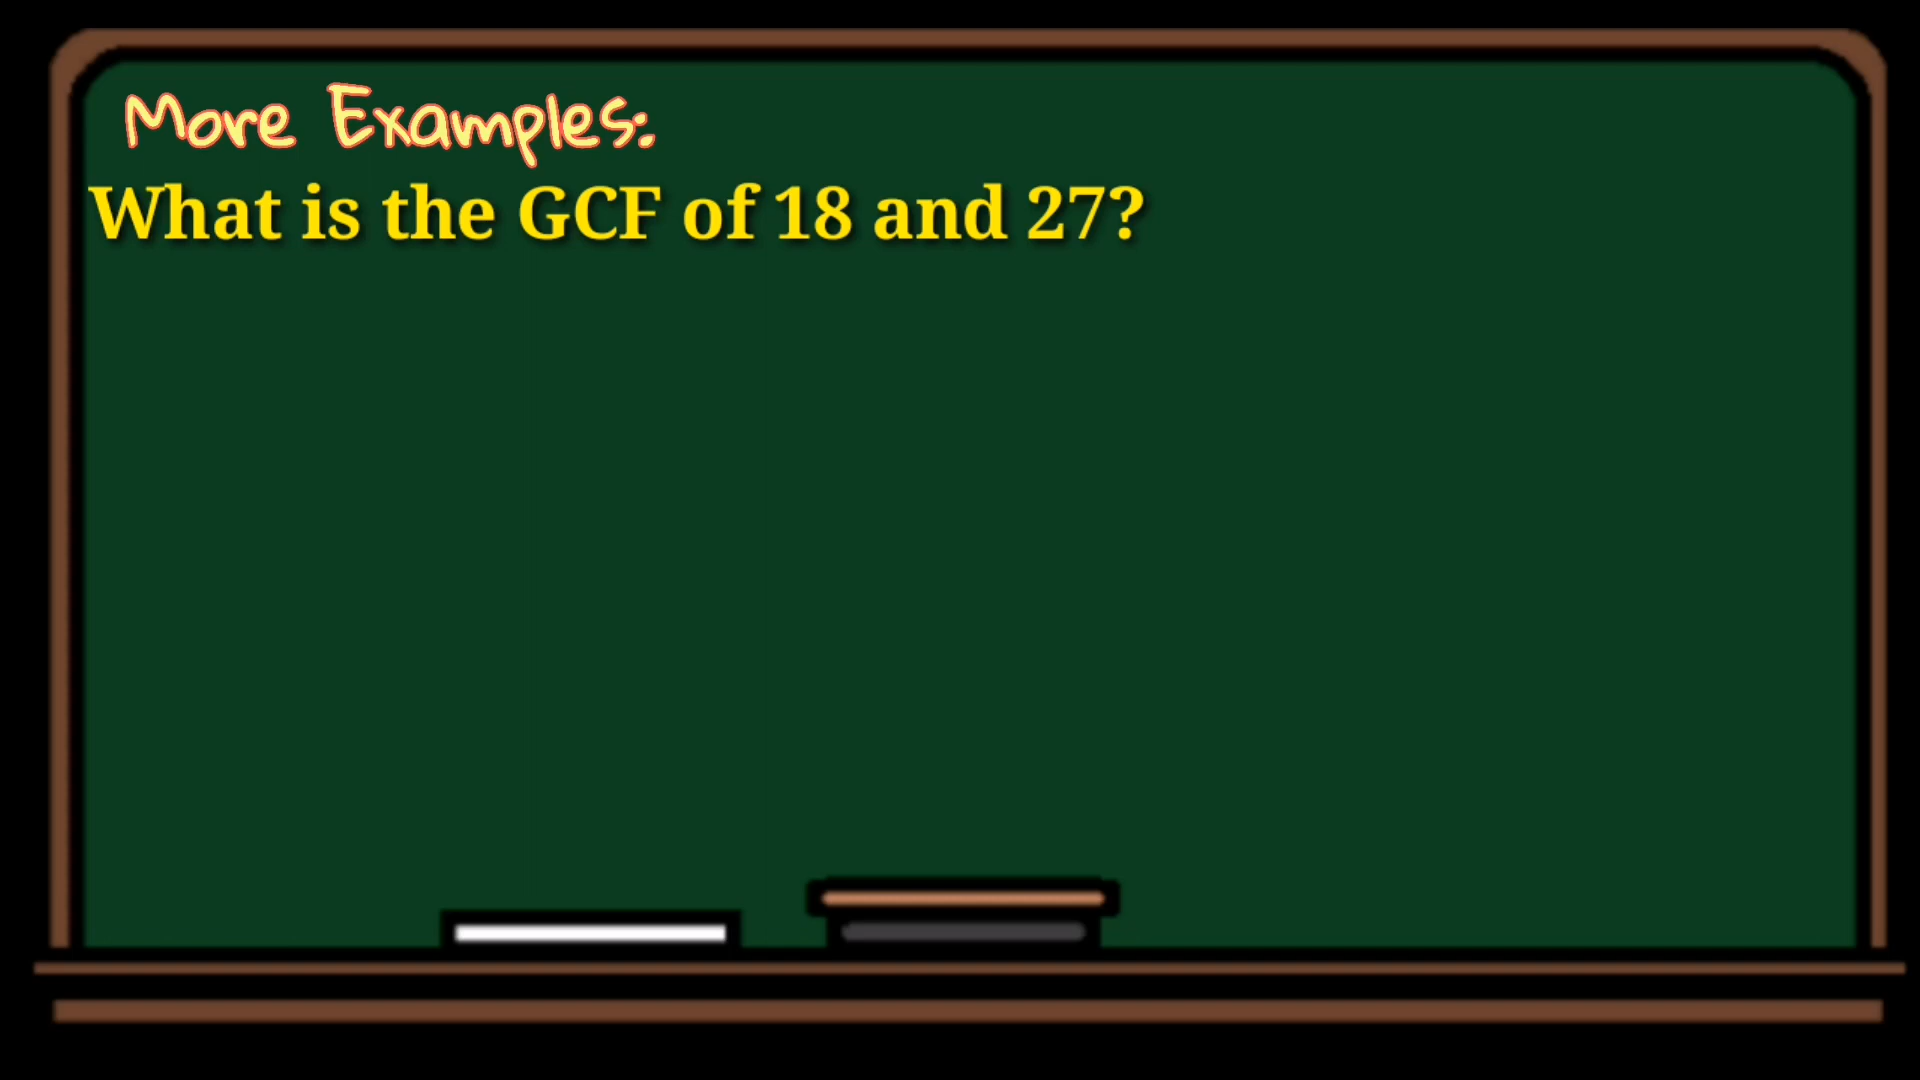 More Examples:
What is the GCF of 18 and 27?